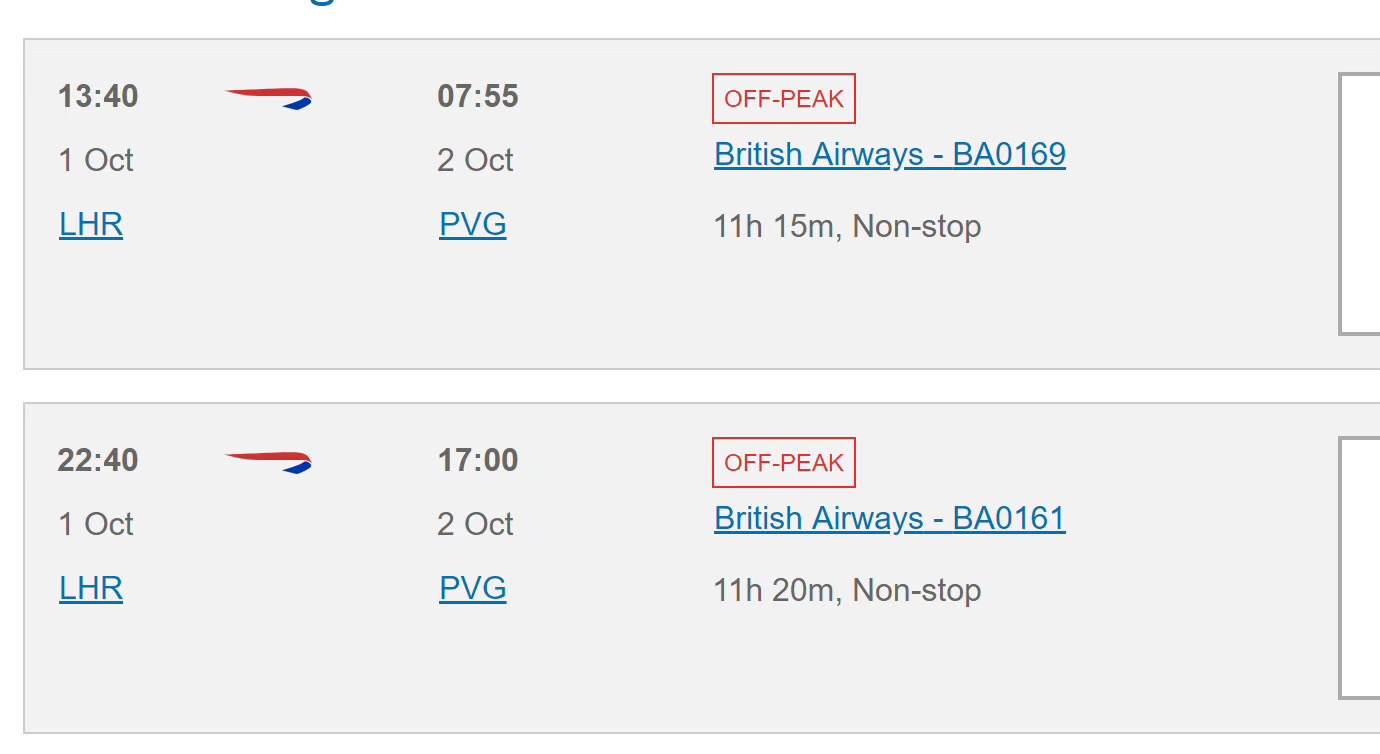 13:40 07:55 OFF-PEAK
1 Oct 2 Oct British Airways - BA0169
LHR PVG 11h 15m, Non-stop
22:40 17:00 OFF-PEAK
1 Oct 2 Oct British Airways - BA0161
LHR PVG 11h 20m, Non-stop